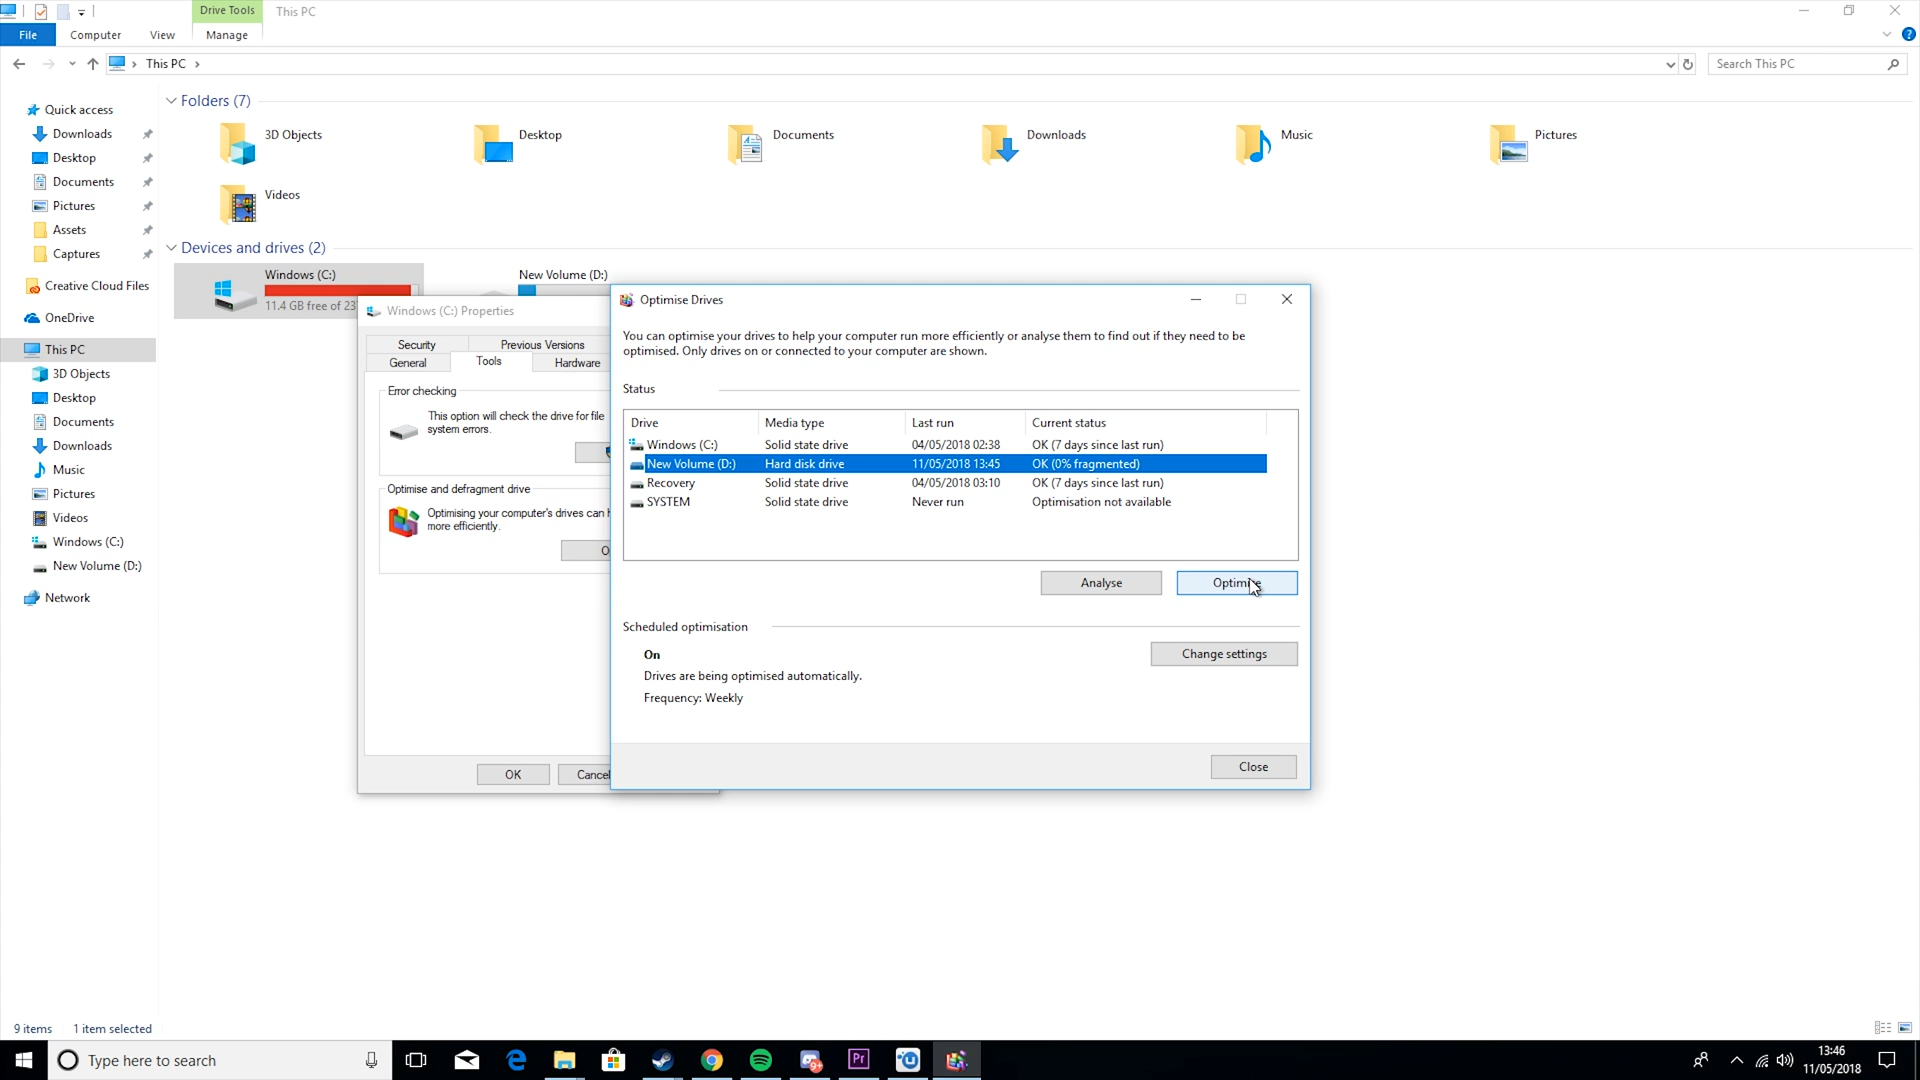 Drive Tools
This PC
File
Computer
View
Manage
This PC
Search This PC
Quick access
Downloads
Desktop
Documents
Pictures
Assets
Captures
Creative Cloud Files
OneDrive
This PC
3D Objects
Desktop
Documents
Downloads
Music
Pictures
Videos
Windows (C:)
New Volume (D:)
Network
Folders (7)
3D Objects
Desktop
Documents
Downloads
Music
Pictures
Videos
Devices and drives (2)
Windows (C:)
11.4 GB free of 23
New Volume (D:)
Windows (C:) Properties
Security
Previous Versions
General
Tools
Hardware
Error checking
This option will check the drive for file
system errors.
Optimise and defragment drive
Optimising your computer's drives can
more efficiently.
O
OK
Cancel
Optimise Drives
You can optimise your drives to help your computer run more efficiently or analyse them to find out if they need to be
optimised. Only drives on or connected to your computer are shown.
Status
Drive Media type Last run Current status
Windows (C:) Solid state drive 04/05/2018 02:38 OK (7 days since last run)
New Volume (D:) Hard disk drive 11/05/2018 13:45 OK (0% fragmented)
Recovery Solid state drive 04/05/2018 03:10 OK (7 days since last run)
SYSTEM Solid state drive Never run Optimisation not available
Analyse
Optimise
Scheduled optimisation
On
Drives are being optimised automatically.
Frequency: Weekly
Change settings
Close
9 items
1 item selected
Type here to search
Pr
9+
13:46
11/05/2018